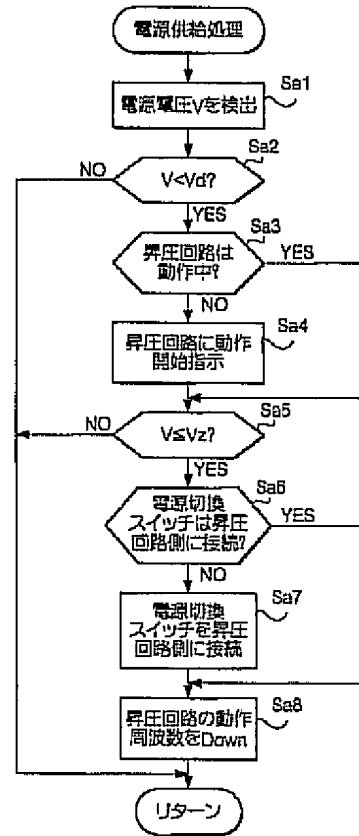 電源供給処理
Sa1
電源電圧Vを検出
Sa2
NO
V<Vd?
YES
Sa3
昇圧回路は
動作中?
YES
NO
Sa4
昇圧回路に動作
開始指示
Sa5
NO
V≦Vz?
YES
Sa6
電源切換
スイッチは昇圧
回路側に接続?
YES
NO
Sa7
電源切換
スイッチを昇圧
回路側に接続
Sa8
昇圧回路の動作
周波数をDown
リターン